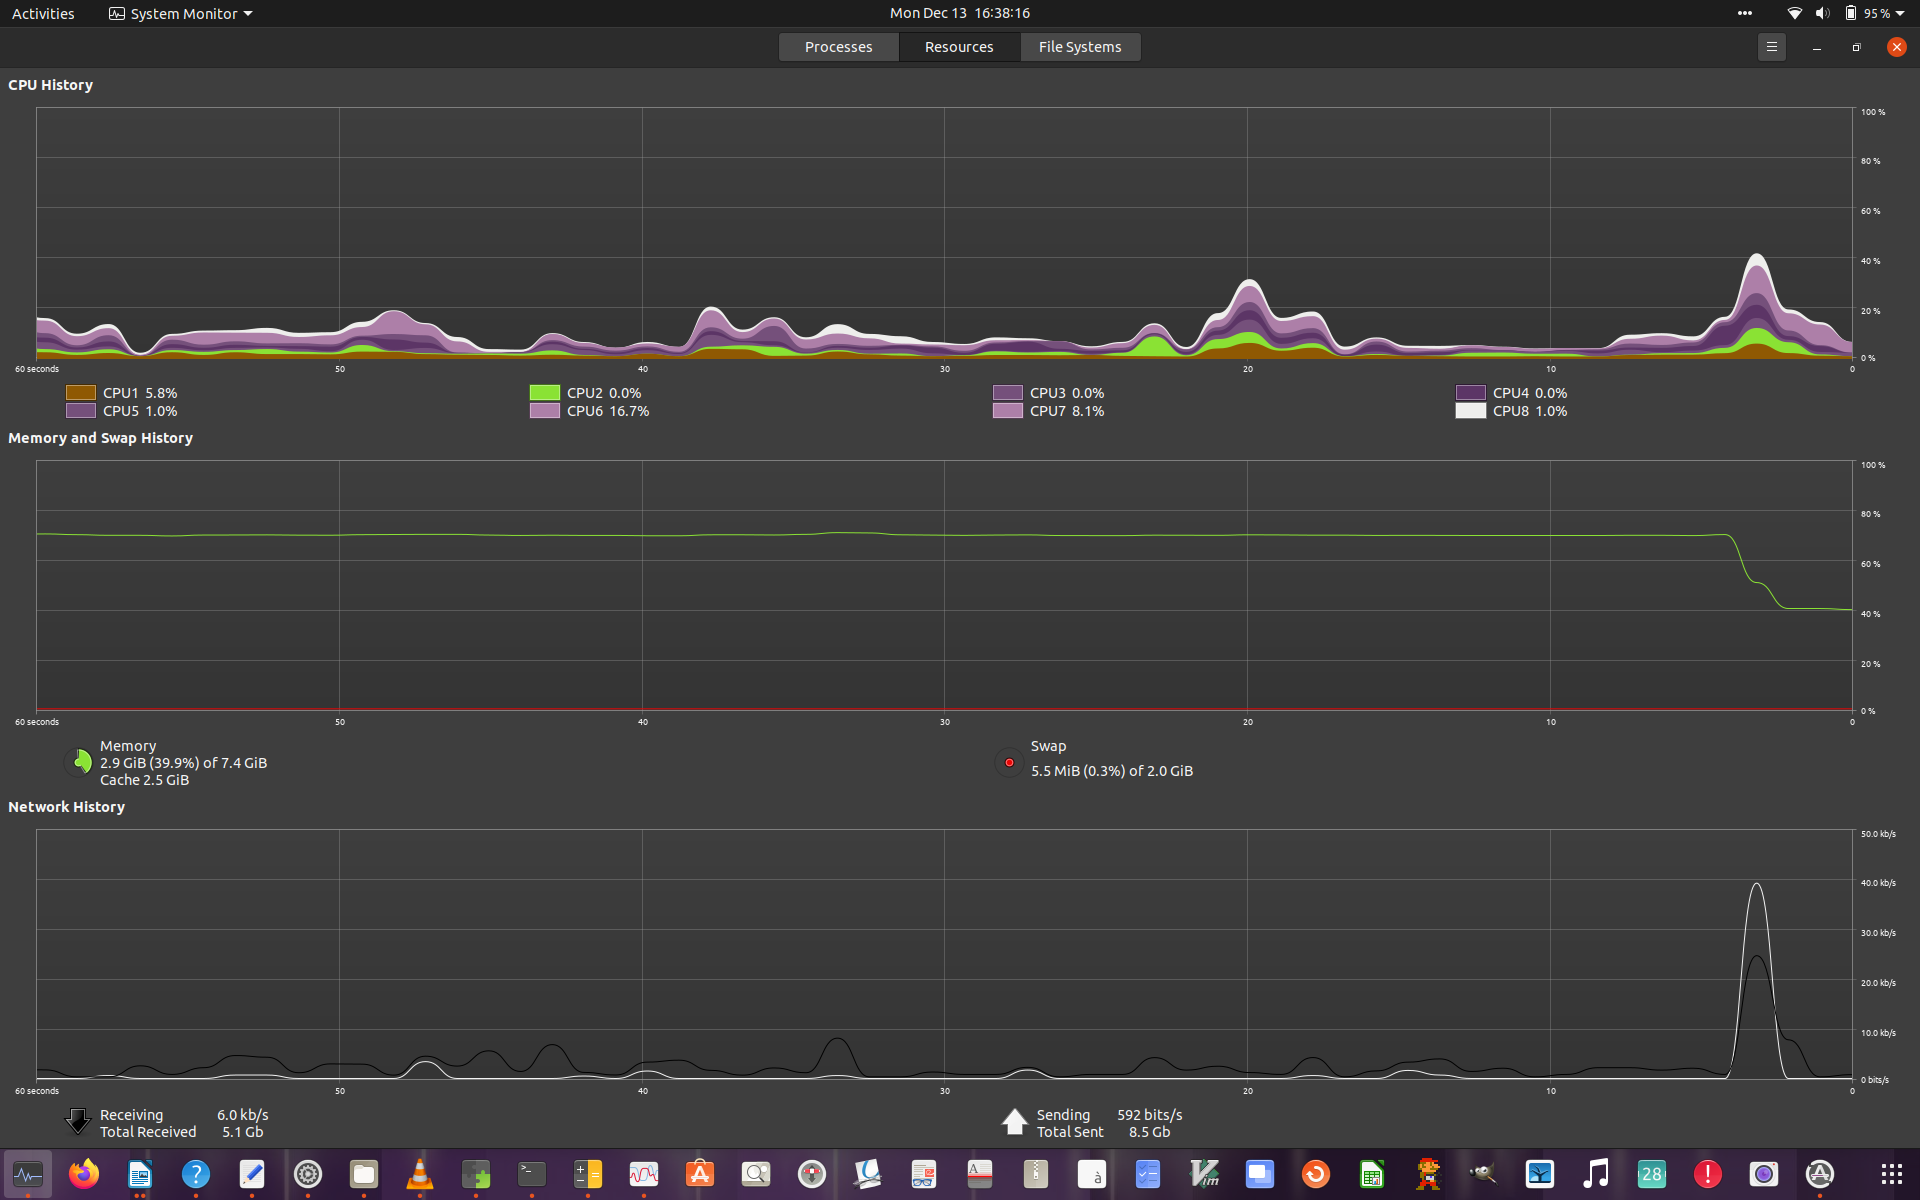 Activities System Monitor Mon Dec 13 16:38:16 95 %
Processes Resources File Systems
CPU History
100 %
80 %
60 %
40 %
20 %
0 %
60 seconds 50 40 30 20 10 0
CPU1 5.8% CPU2 0.0% CPU3 0.0% CPU4 0.0%
CPU5 1.0% CPU6 16.7% CPU7 8.1% CPU8 1.0%
Memory and Swap History
100 %
80 %
60 %
40 %
20 %
0 %
60 seconds 50 40 30 20 10 0
Memory
2.9 GiB (39.9%) of 7.4 GiB
Cache 2.5 GiB
Swap
5.5 MiB (0.3%) of 2.0 GiB
Network History
50.0 kb/s
40.0 kb/s
30.0 kb/s
20.0 kb/s
10.0 kb/s
0 bits/s
60 seconds 50 40 30 20 10 0
Receiving 6.0 kb/s
Total Received 5.1 Gb
Sending 592 bits/s
Total Sent 8.5 Gb
? >_ A à Vim 28 !